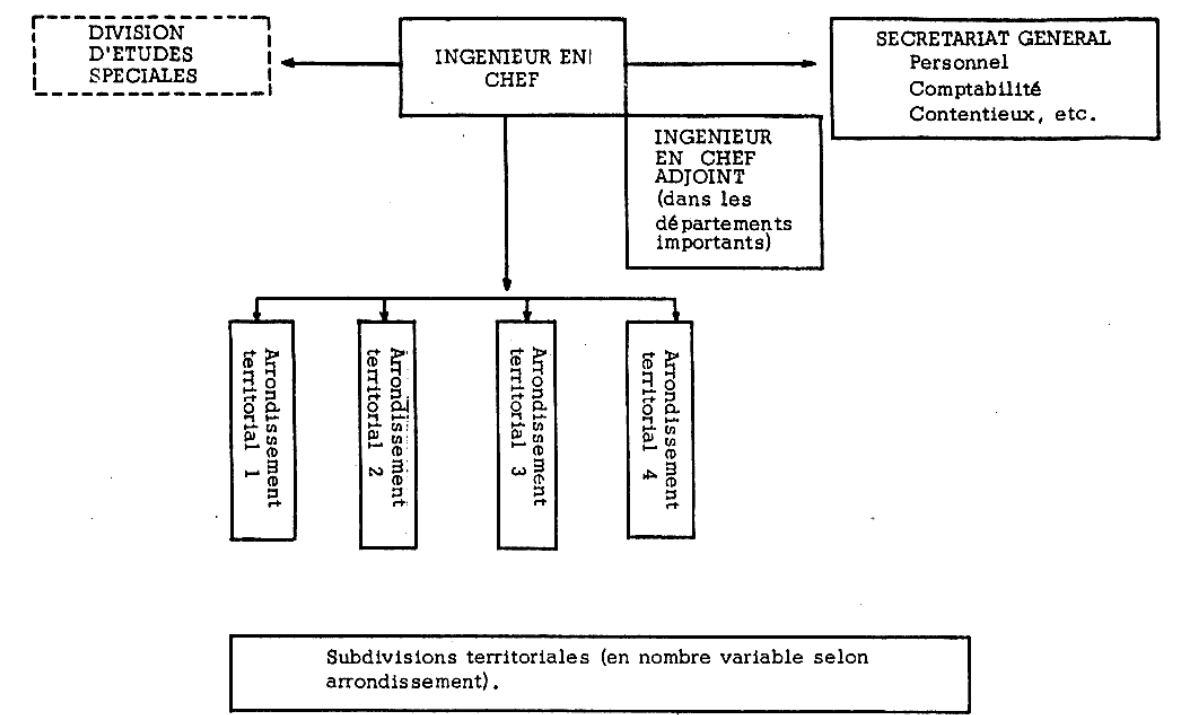 DIVISION
D'ETUDES
SPECIALES
INGENIEUR EN
CHEF
SECRETARIAT GENERAL
Personnel
Comptabilité
Contentieux, etc.
INGENIEUR
EN CHEF
ADJOINT
(dans les
départements
importants)
Arrondissement
territorial 1
Arrondissement
territorial 2
Arrondissement
territorial 3
Arrondissement
territorial 4
Subdivisions territoriales (en nombre variable selon
arrondissement).